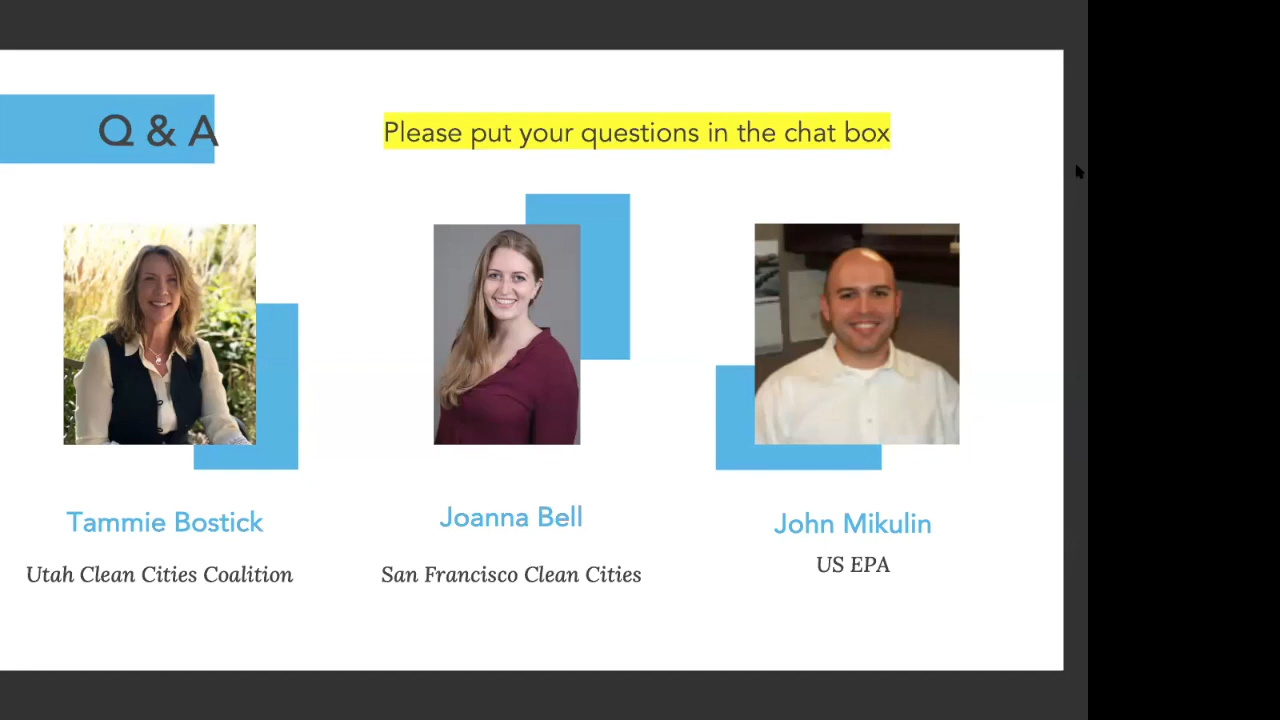 Q & A
Please put your questions in the chat box
Tammie Bostick
Utah Clean Cities Coalition
Joanna Bell
San Francisco Clean Cities
John Mikulin
US EPA